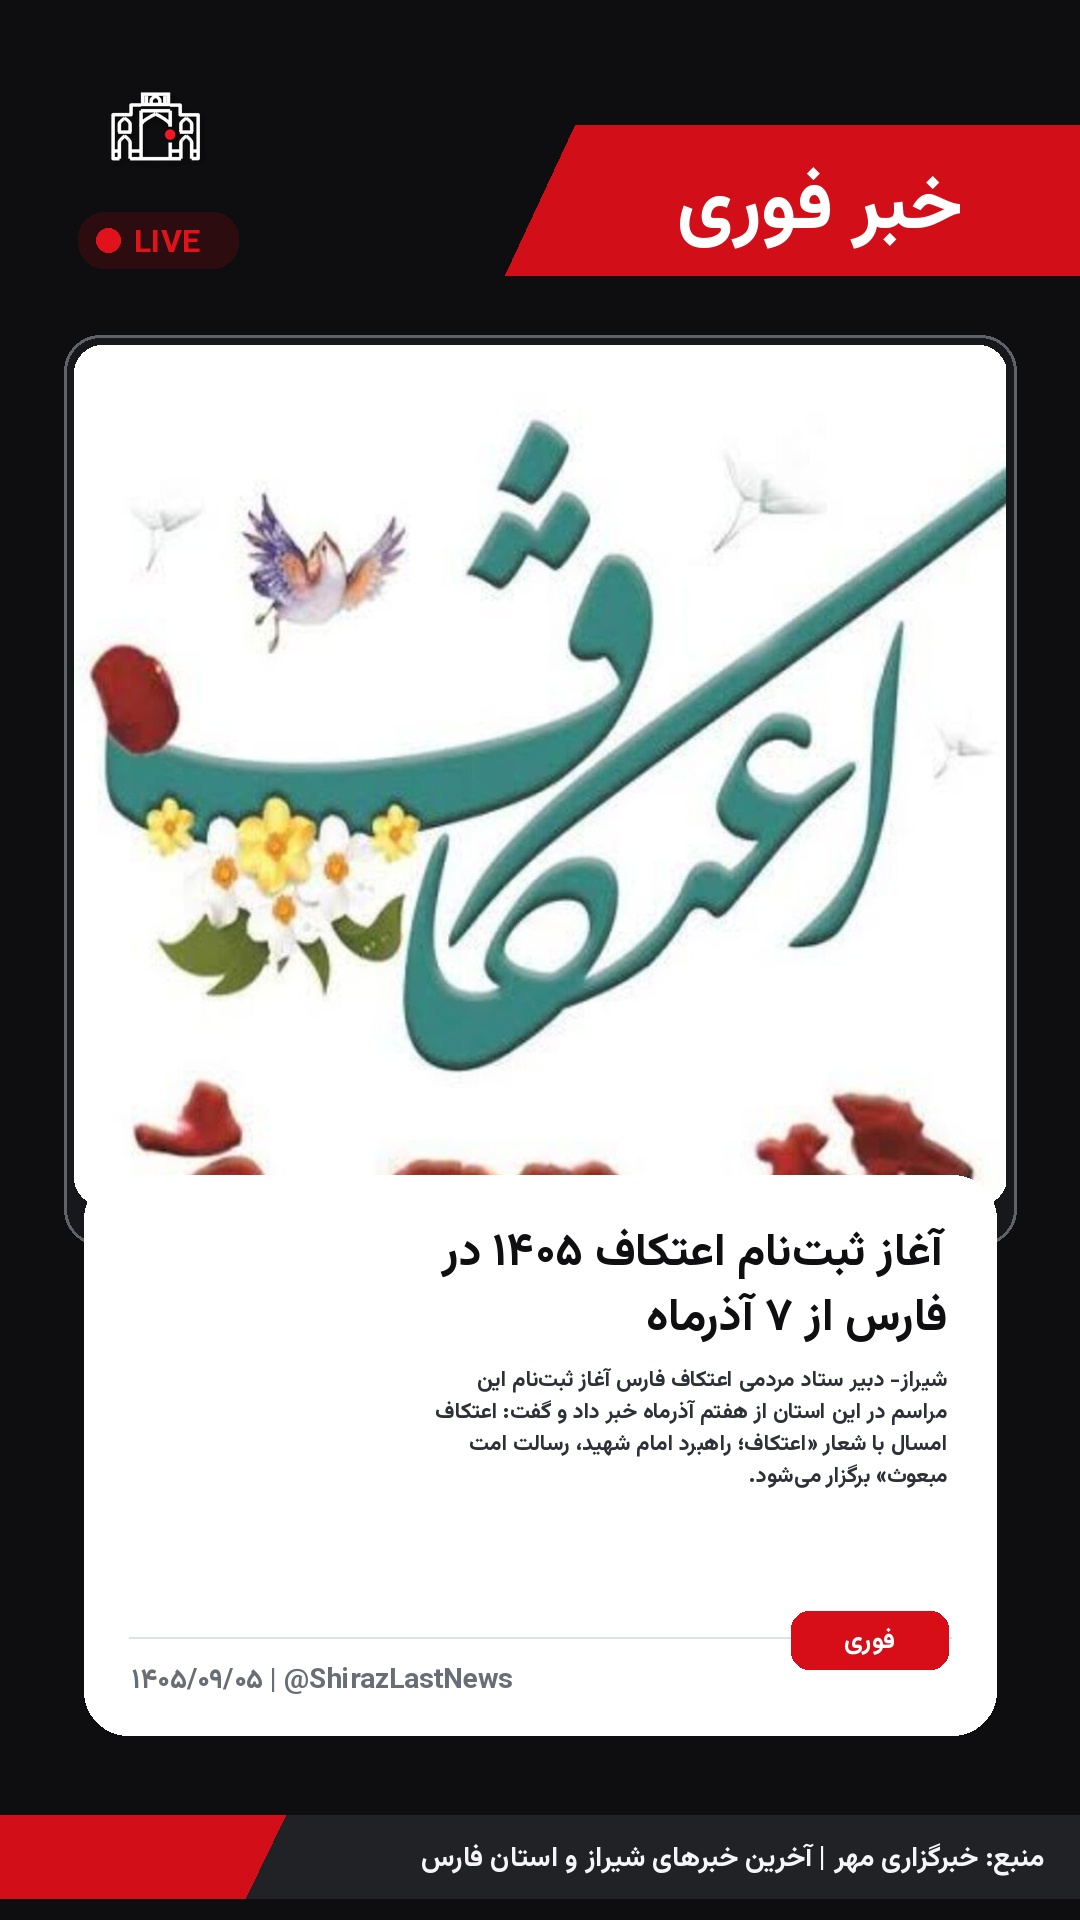 خبر فوری
LIVE
اعتکاف
آغاز ثبت‌نام اعتکاف ۱۴۰۵ در
فارس از ۷ آذرماه
شیراز- دبیر ستاد مردمی اعتکاف فارس آغاز ثبت‌نام این
مراسم در این استان از هفتم آذرماه خبر داد و گفت: اعتکاف
امسال با شعار «اعتکاف؛ راهبرد امام شهید، رسالت امت
مبعوث» برگزار می‌شود.
فوری
۱۴۰۵/۰۹/۰۵ | @ShirazLastNews
منبع: خبرگزاری مهر | آخرین خبرهای شیراز و استان فارس